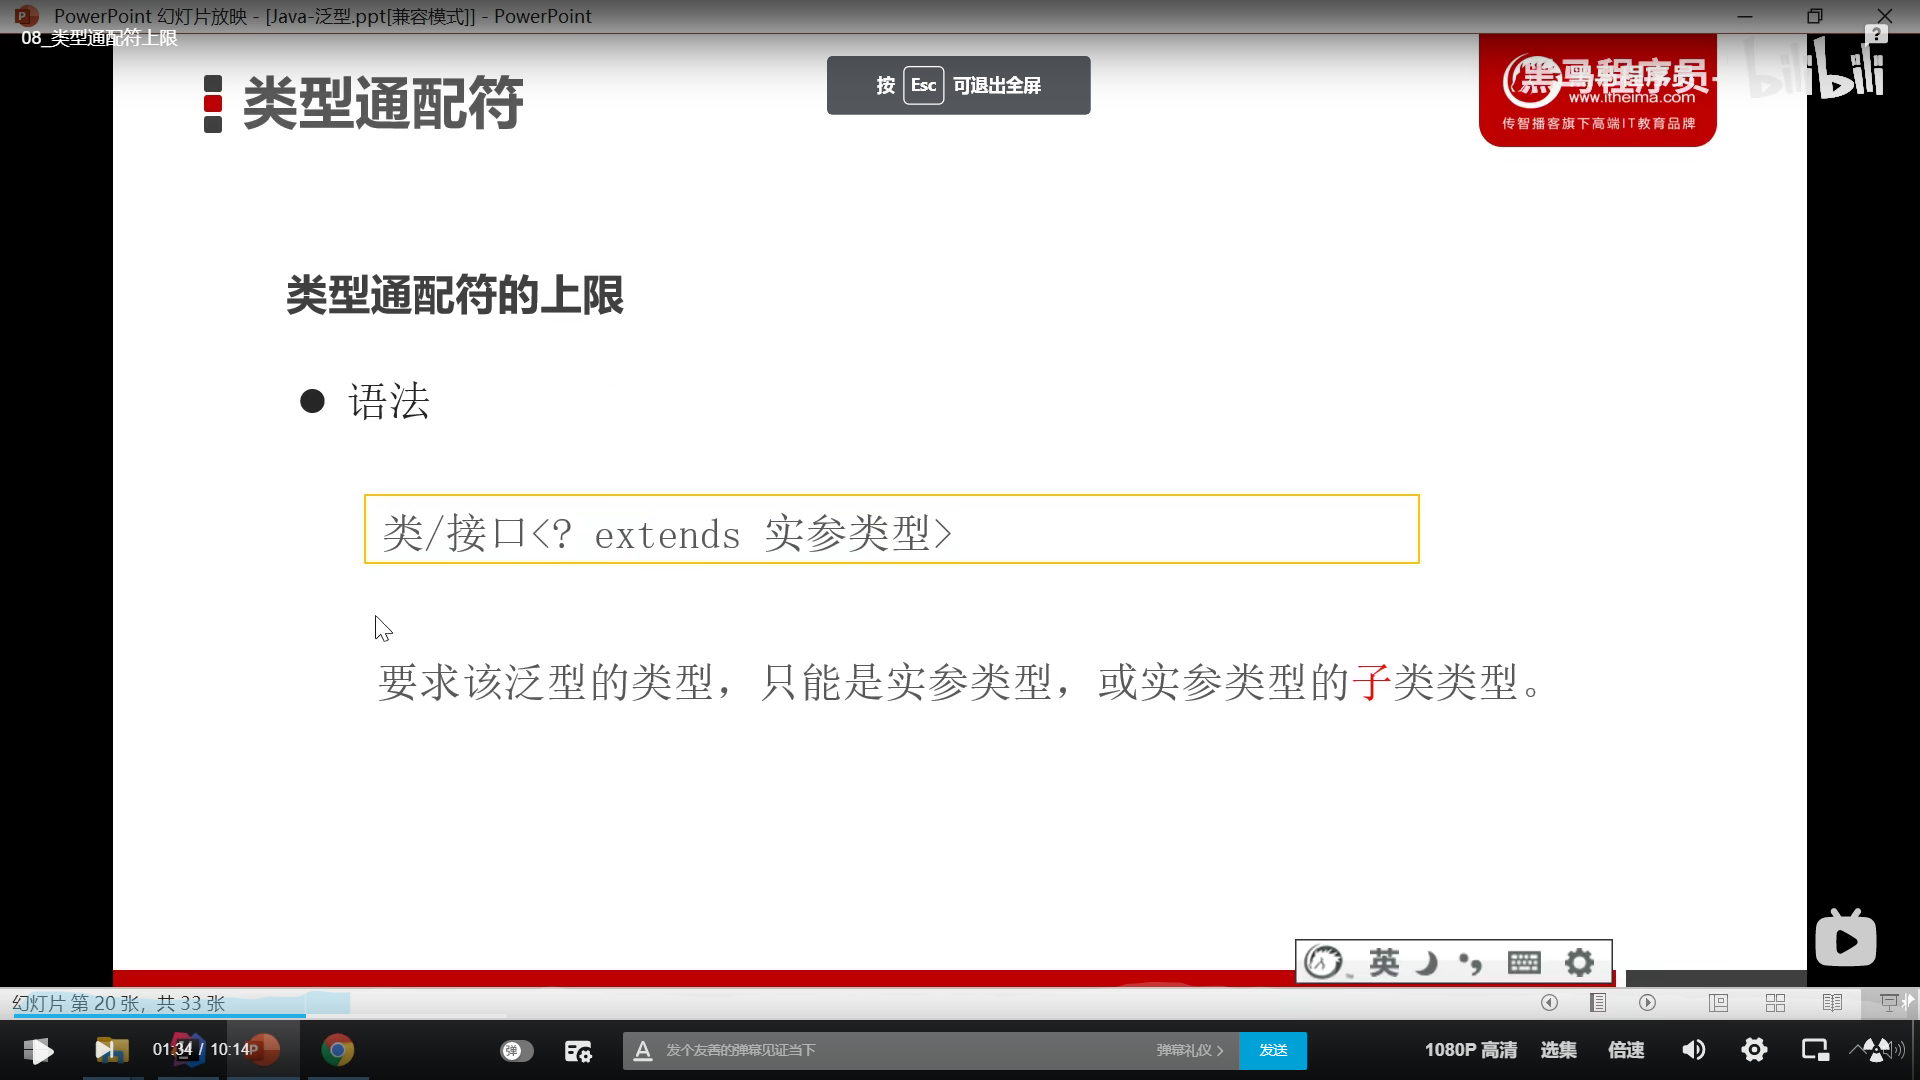 PowerPoint 幻灯片放映 - [Java-泛型.ppt[兼容模式]] - PowerPoint
08_类型通配符上限
类型通配符
按 Esc 可退出全屏
黑马程序员
www.itheima.com
传智播客旗下高端IT教育品牌
bilibili
类型通配符的上限
● 语法
类/接口<? extends 实参类型>
要求该泛型的类型，只能是实参类型，或实参类型的子类类型。
英
幻灯片 第 20 张，共 33 张
01:34 / 10:14
弹
发个友善的弹幕见证当下
弹幕礼仪 >
发送
1080P 高清
选集
倍速